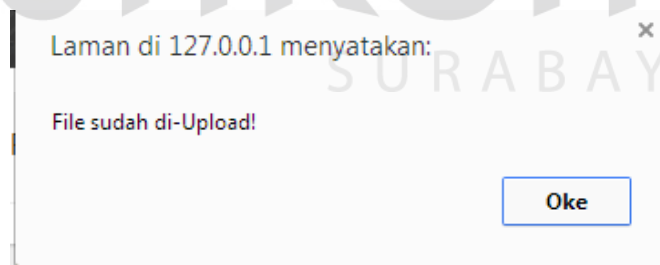 Laman di 127.0.0.1 menyatakan:
×
SURABAY
File sudah di-Upload!
Oke